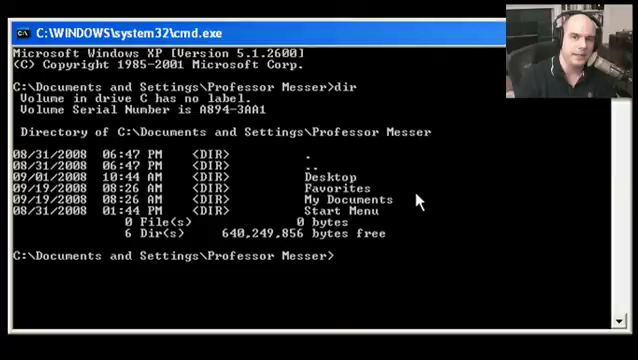 C:\WINDOWS\system32\cmd.exe
Microsoft Windows XP [Version 5.1.2600]
(C) Copyright 1985-2001 Microsoft Corp.
C:\Documents and Settings\Professor Messer>dir
Volume in drive C has no label.
Volume Serial Number is A894-3AA1
Directory of C:\Documents and Settings\Professor Messer
08/31/2008 06:47 PM <DIR> .
08/31/2008 06:47 PM <DIR> ..
09/01/2008 10:44 AM <DIR> Desktop
09/19/2008 08:26 AM <DIR> Favorites
09/19/2008 08:26 AM <DIR> My Documents
08/31/2008 01:44 PM <DIR> Start Menu
0 File(s) 0 bytes
6 Dir(s) 640,249,856 bytes free
C:\Documents and Settings\Professor Messer>